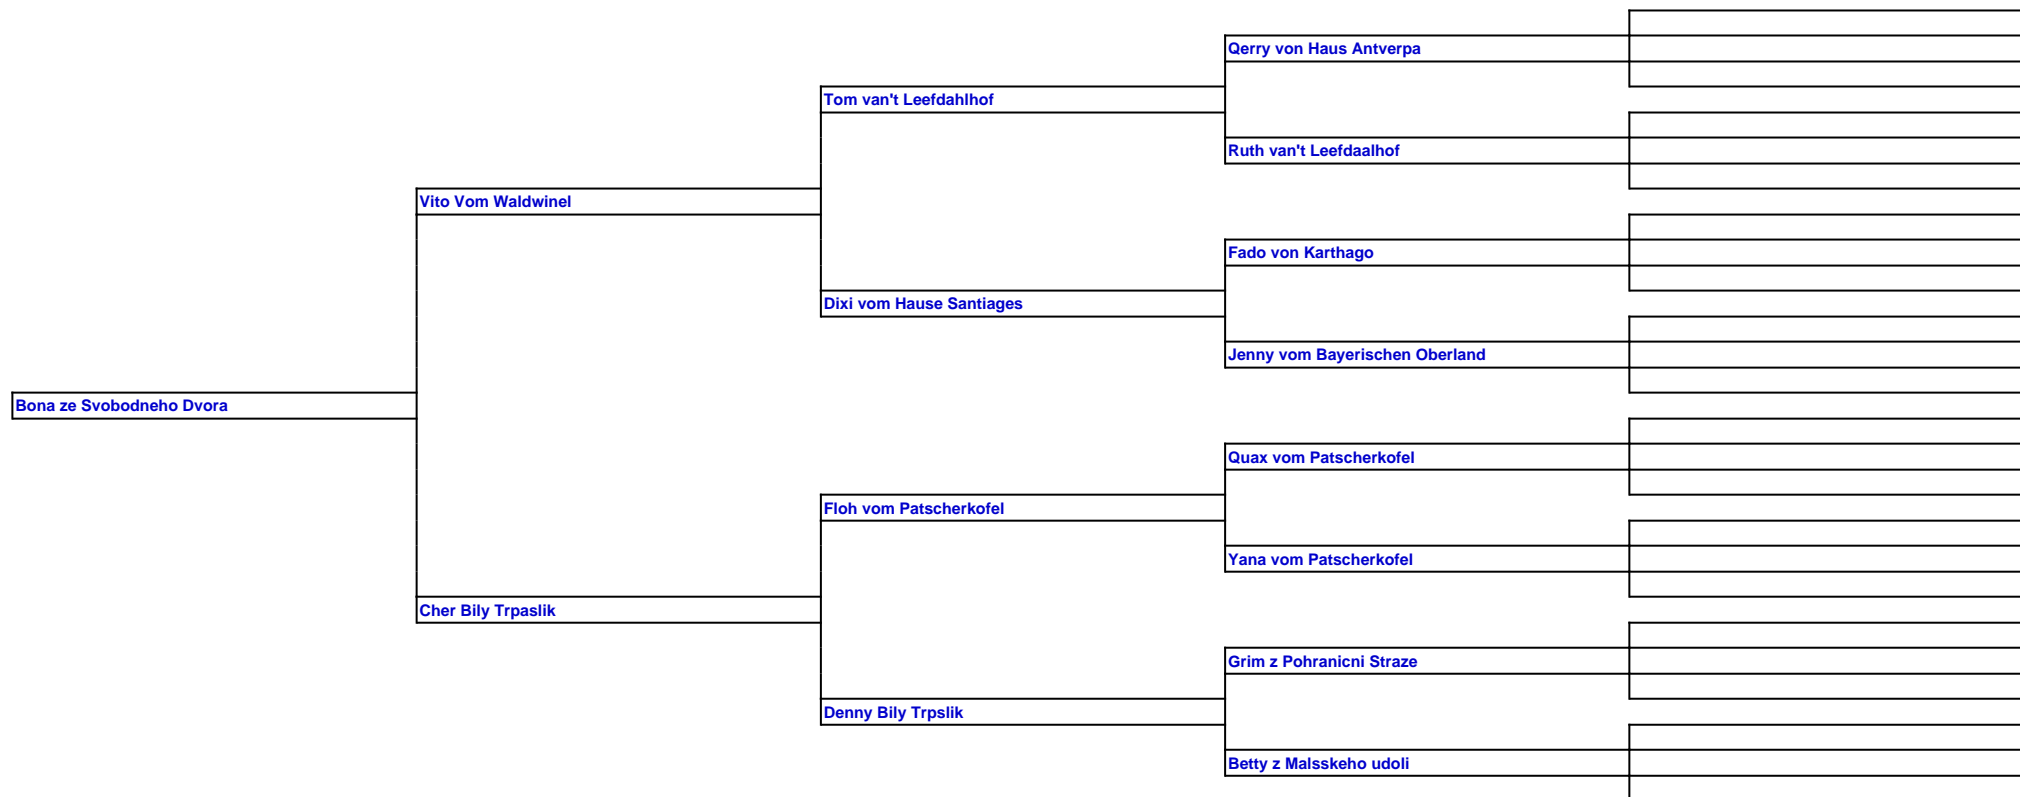 Qerry von Haus Antverpa
Tom van't Leefdahlhof
Ruth van't Leefdaalhof
Vito Vom Waldwinel
Fado von Karthago
Dixi vom Hause Santiages
Jenny vom Bayerischen Oberland
Bona ze Svobodneho Dvora
Quax vom Patscherkofel
Floh vom Patscherkofel
Yana vom Patscherkofel
Cher Bily Trpaslik
Grim z Pohranicni Straze
Denny Bily Trpslik
Betty z Malsskeho udoli